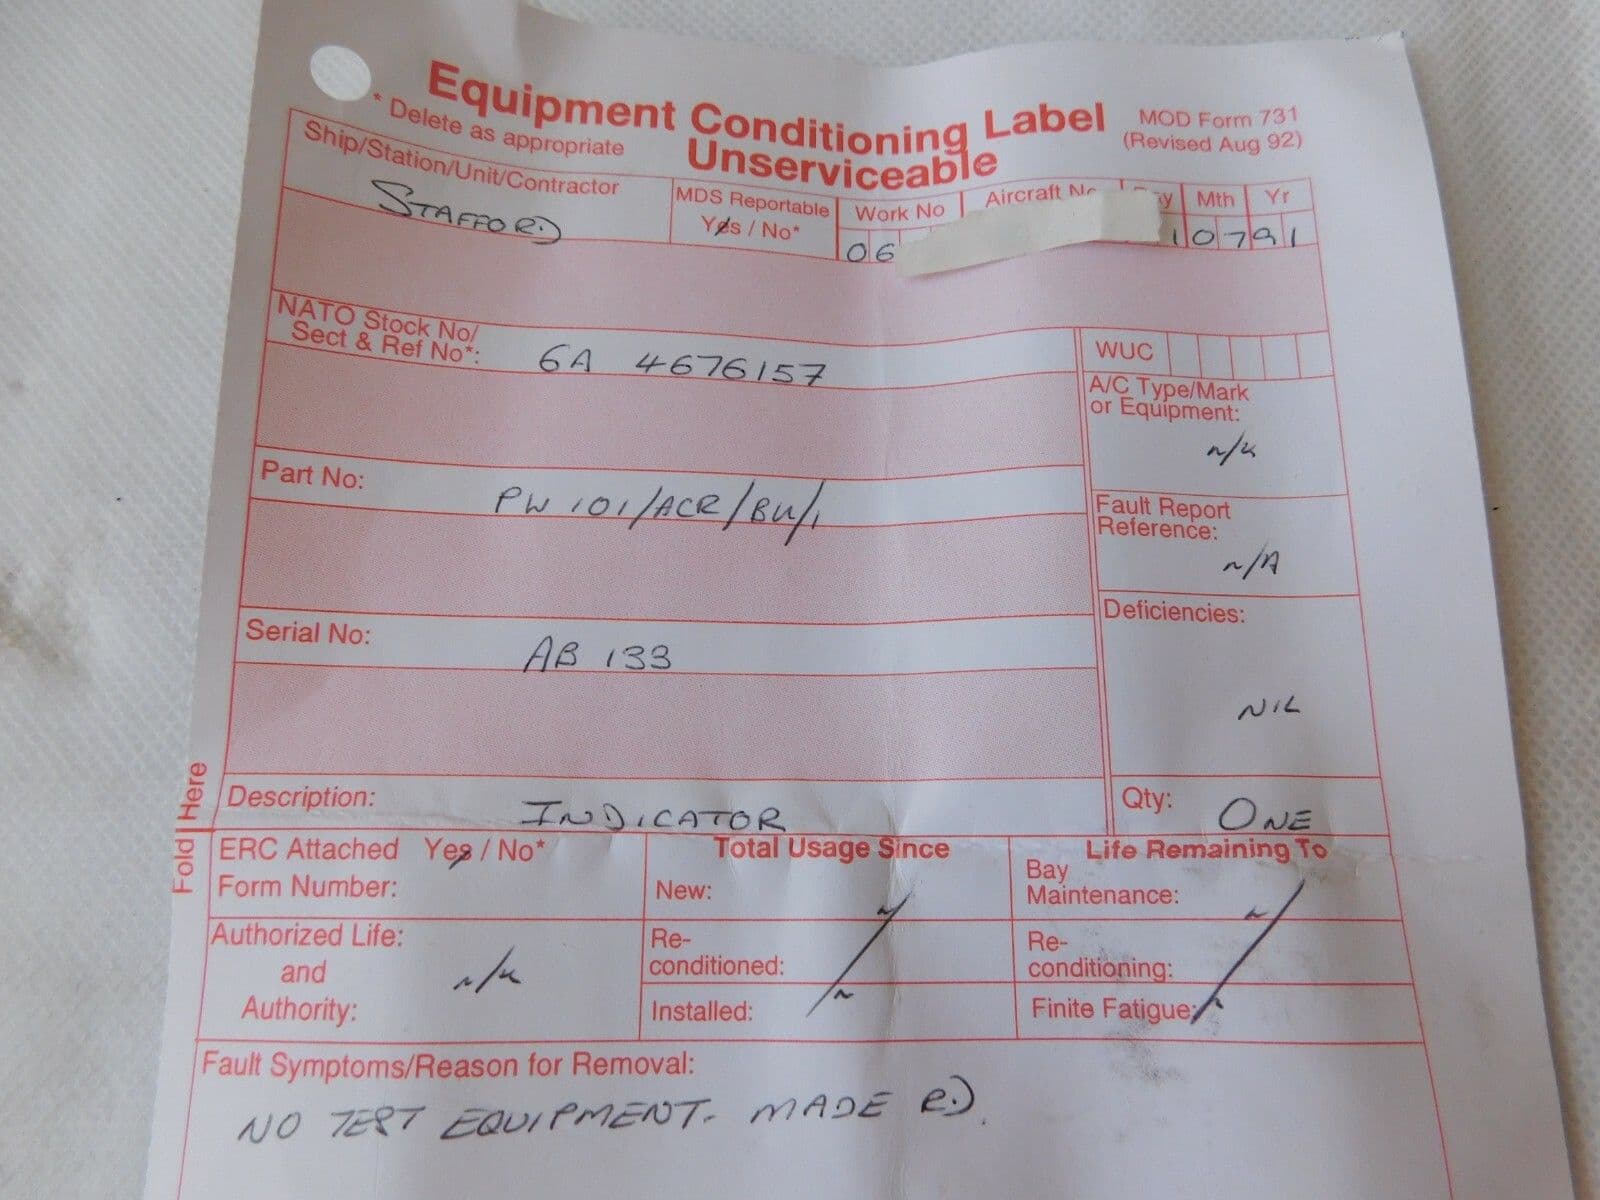 Equipment Conditioning Label
Unserviceable
MOD Form 731
(Revised Aug 92)
* Delete as appropriate
Ship/Station/Unit/Contractor
STAFFORD
MDS Reportable
Yes / No*
Work No
06
Aircraft No
Mth
Yr
10791
NATO Stock No/
Sect & Ref No*:
6A 4676157
WUC
A/C Type/Mark
or Equipment:
N/A
Part No:
PW 101/ACR/BU/1
Fault Report
Reference:
N/A
Serial No:
AB 133
Deficiencies:
NIL
Description:
INDICATOR
Qty:
ONE
Fold Here
ERC Attached Yes / No*
Form Number:
Total Usage Since
New:
Life Remaining To
Bay
Maintenance:
Authorized Life:
and
Authority:
N/A
Re-
conditioned:
Re-
conditioning:
Installed:
Finite Fatigue:
Fault Symptoms/Reason for Removal:
NO TEST EQUIPMENT. MADE